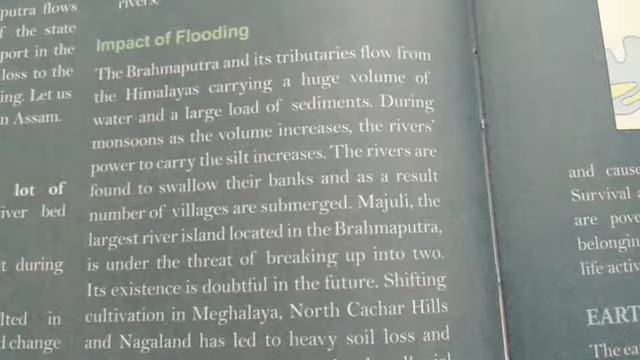 putra flows
of the state
port in the
loss to the
ing. Let us
n Assam.
lot of
iver bed
t during
lted in
d change
rivers.
Impact of Flooding
The Brahmaputra and its tributaries flow from
the Himalayas carrying a huge volume of
water and a large load of sediments. During
monsoons as the volume increases, the rivers'
power to carry the silt increases. The rivers are
found to swallow their banks and as a result
number of villages are submerged. Majuli, the
largest river island located in the Brahmaputra,
is under the threat of breaking up into two.
Its existence is doubtful in the future. Shifting
cultivation in Meghalaya, North Cachar Hills
and Nagaland has led to heavy soil loss and
and cause
Survival a
are pove
belongin
life activ
EART
The ea